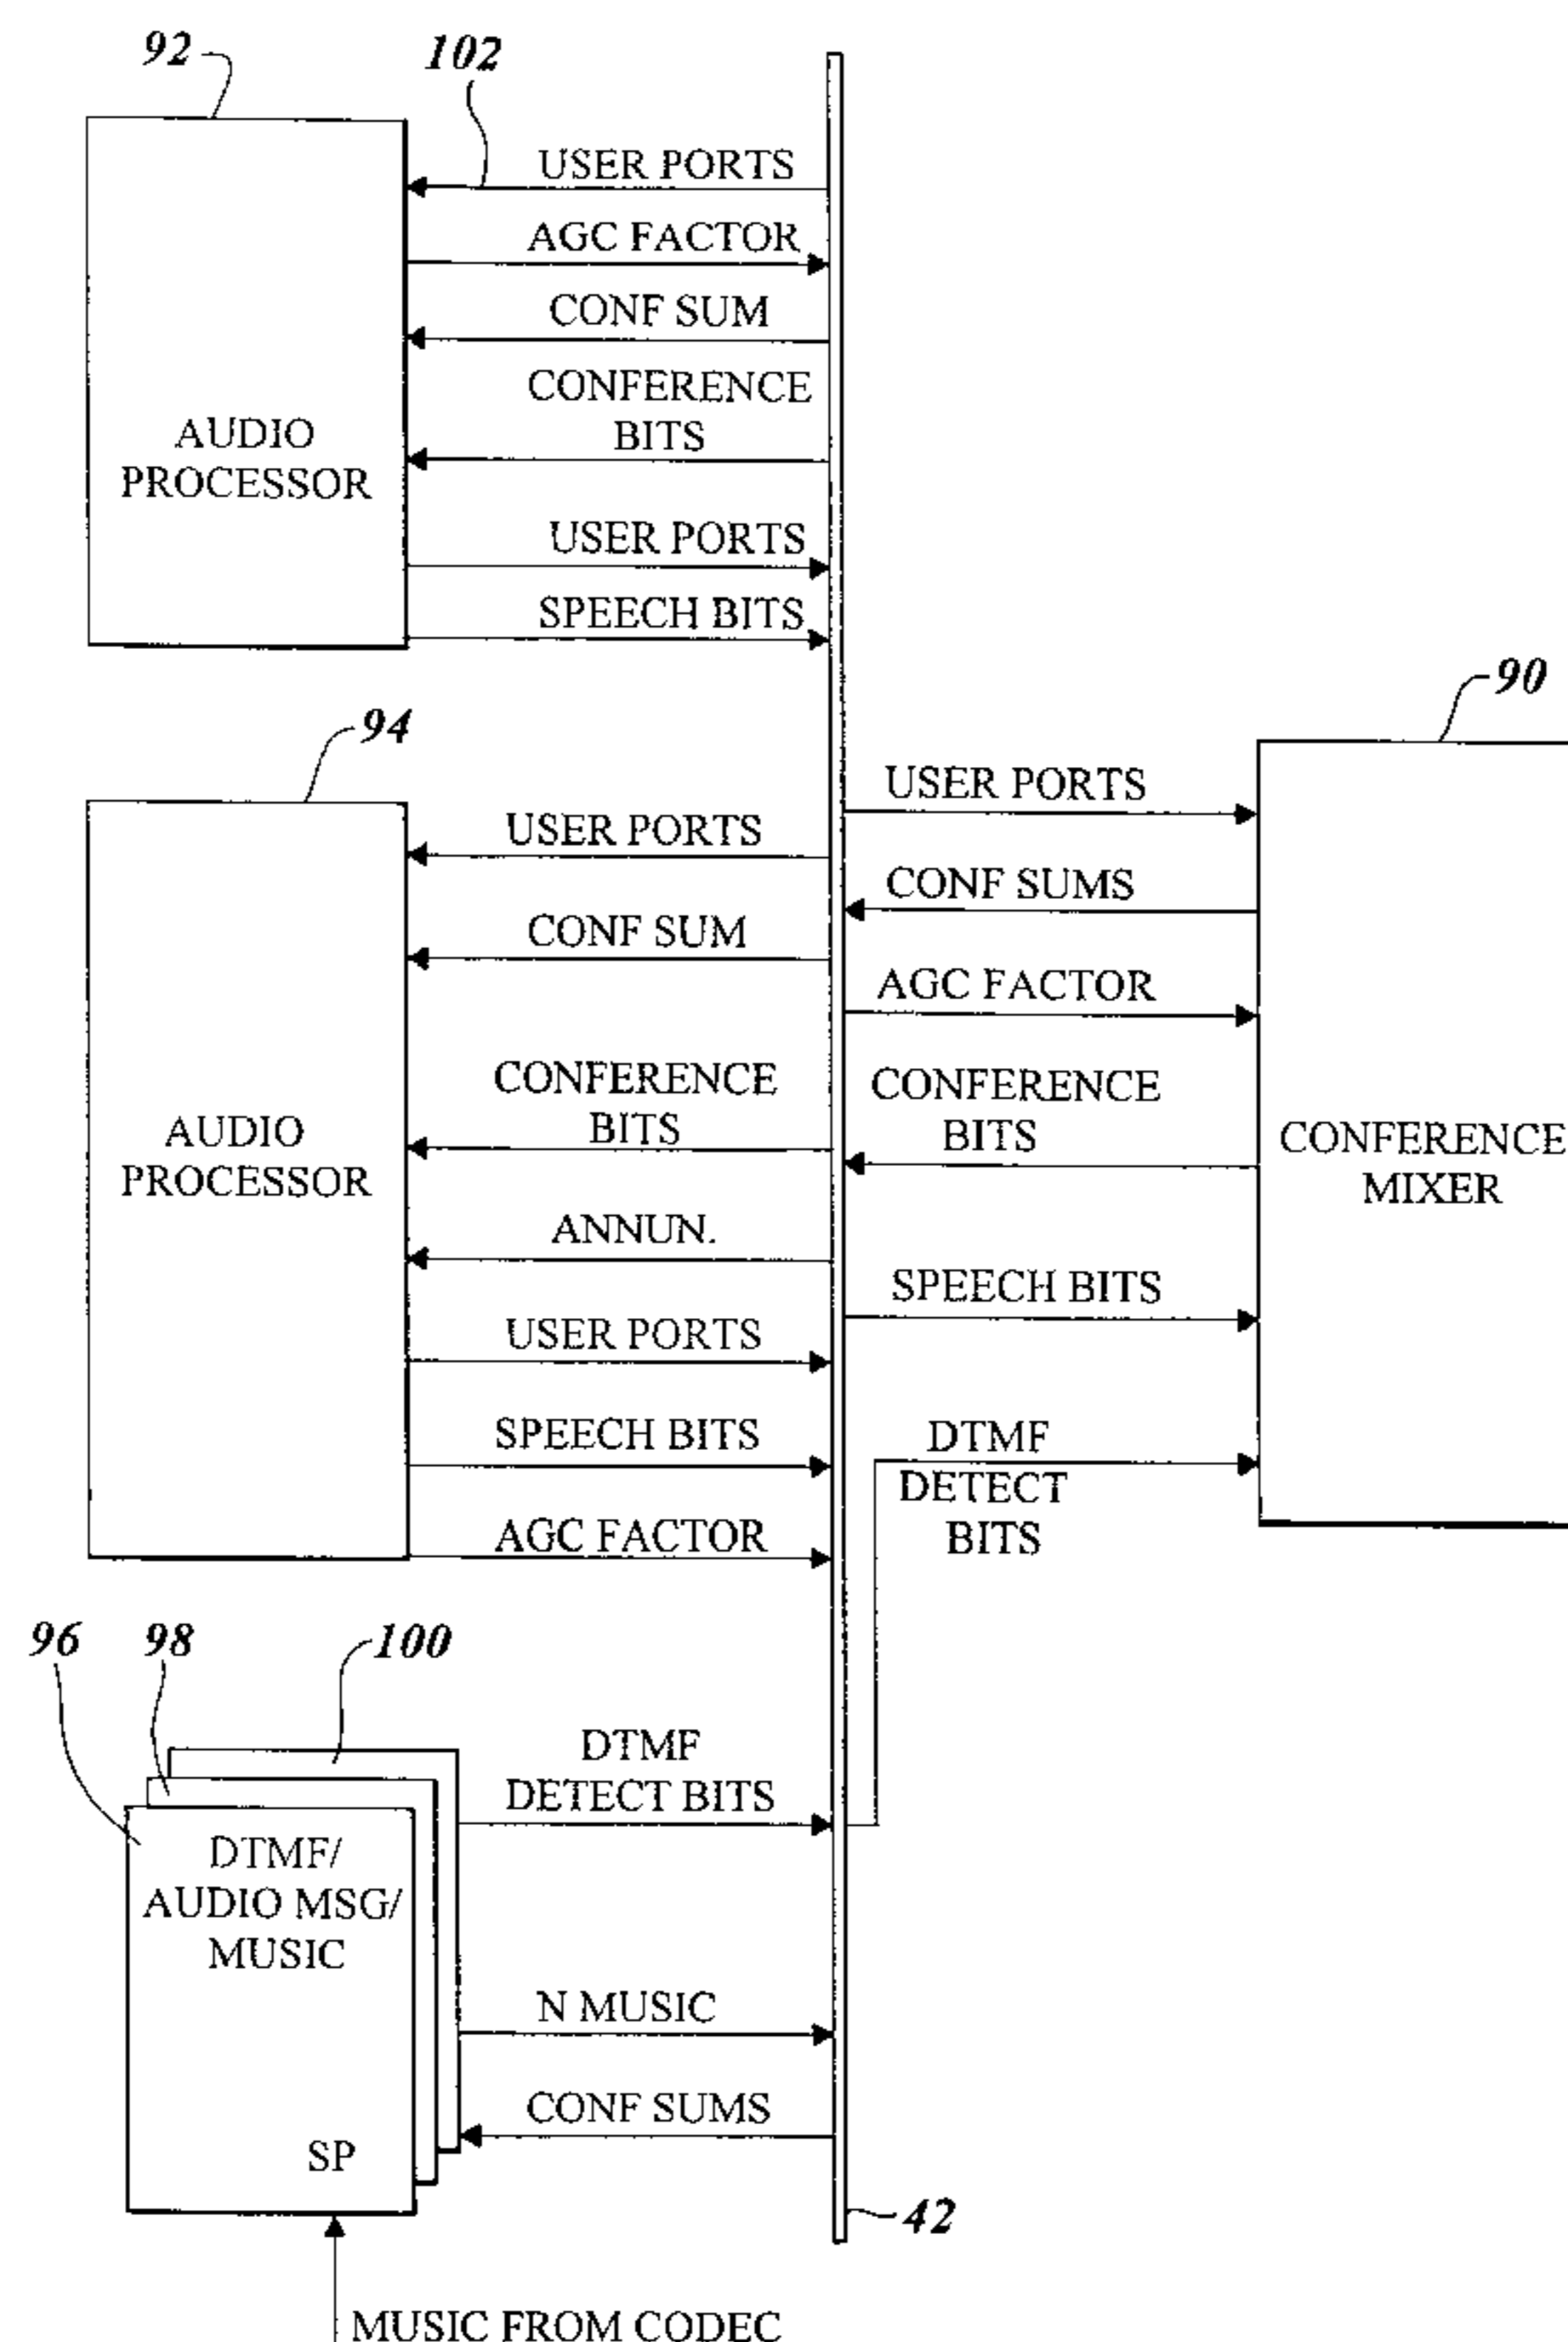 92
102
USER PORTS
AGC FACTOR
CONF SUM
CONFERENCE
BITS
AUDIO
PROCESSOR
USER PORTS
SPEECH BITS
90
94
USER PORTS
USER PORTS
CONF SUMS
CONF SUM
AGC FACTOR
CONFERENCE
BITS
CONFERENCE
BITS
AUDIO
PROCESSOR
CONFERENCE
MIXER
ANNUN.
SPEECH BITS
USER PORTS
SPEECH BITS
DTMF
DETECT
BITS
AGC FACTOR
96
98
100
DTMF
DETECT BITS
DTMF/
AUDIO MSG/
MUSIC
N MUSIC
CONF SUMS
SP
42
MUSIC FROM CODEC